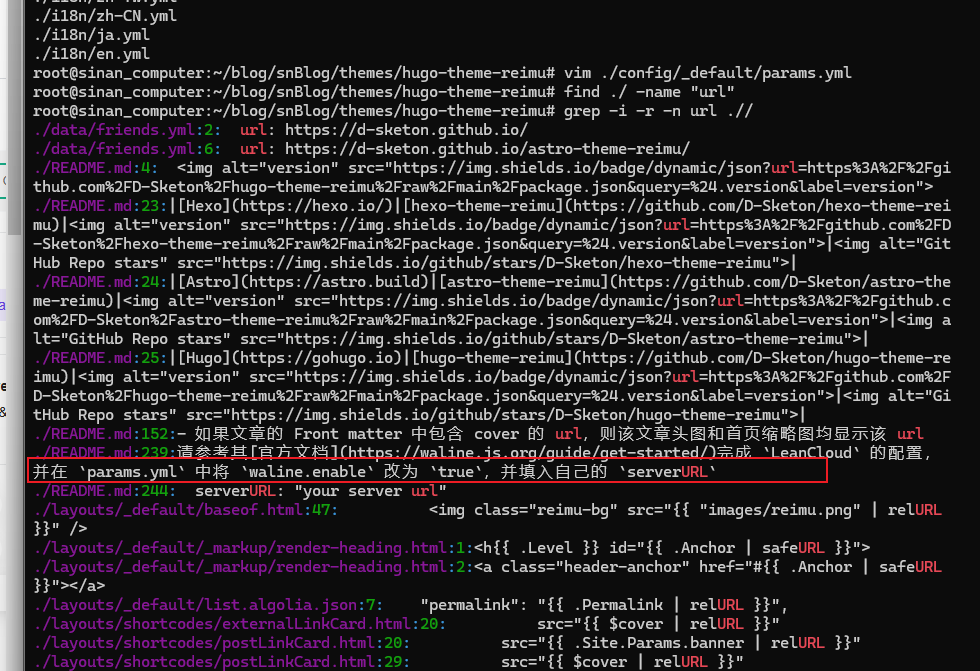 ./i18n/zh-CN.yml
./i18n/ja.yml
./i18n/en.yml
root@sinan_computer:~/blog/snBlog/themes/hugo-theme-reimu# vim ./config/_default/params.yml
root@sinan_computer:~/blog/snBlog/themes/hugo-theme-reimu# find ./ -name "url"
root@sinan_computer:~/blog/snBlog/themes/hugo-theme-reimu# grep -i -r -n url .//
./data/friends.yml:2:  url: https://d-sketon.github.io/
./data/friends.yml:6:  url: https://d-sketon.github.io/astro-theme-reimu/
./README.md:4:  <img alt="version" src="https://img.shields.io/badge/dynamic/json?url=https%3A%2F%2Fgi
thub.com%2FD-Sketon%2Fhugo-theme-reimu%2Fraw%2Fmain%2Fpackage.json&query=%24.version&label=version">
./README.md:23:|[Hexo](https://hexo.io/)|[hexo-theme-reimu](https://github.com/D-Sketon/hexo-theme-rei
mu)|<img alt="version" src="https://img.shields.io/badge/dynamic/json?url=https%3A%2F%2Fgithub.com%2FD
-Sketon%2Fhexo-theme-reimu%2Fraw%2Fmain%2Fpackage.json&query=%24.version&label=version">|<img alt="Git
Hub Repo stars" src="https://img.shields.io/github/stars/D-Sketon/hexo-theme-reimu">|
./README.md:24:|[Astro](https://astro.build)|[astro-theme-reimu](https://github.com/D-Sketon/astro-the
me-reimu)|<img alt="version" src="https://img.shields.io/badge/dynamic/json?url=https%3A%2F%2Fgithub.c
om%2FD-Sketon%2Fastro-theme-reimu%2Fraw%2Fmain%2Fpackage.json&query=%24.version&label=version">|<img a
lt="GitHub Repo stars" src="https://img.shields.io/github/stars/D-Sketon/astro-theme-reimu">|
./README.md:25:|[Hugo](https://gohugo.io)|[hugo-theme-reimu](https://github.com/D-Sketon/hugo-theme-re
imu)|<img alt="version" src="https://img.shields.io/badge/dynamic/json?url=https%3A%2F%2Fgithub.com%2F
D-Sketon%2Fhugo-theme-reimu%2Fraw%2Fmain%2Fpackage.json&query=%24.version&label=version">|<img alt="Gi
tHub Repo stars" src="https://img.shields.io/github/stars/D-Sketon/hugo-theme-reimu">|
./README.md:152:- 如果文章的 Front matter 中包含 cover 的 url，则该文章头图和首页缩略图均显示该 url
./README.md:239:请参考其[官方文档](https://waline.js.org/guide/get-started/)完成 `LeanCloud` 的配置，
并在 `params.yml` 中将 `waline.enable` 改为 `true`，并填入自己的 `serverURL`
./README.md:244:  serverURL: "your server url"
./layouts/_default/baseof.html:47:          <img class="reimu-bg" src="{{ "images/reimu.png" | relURL
}}" />
./layouts/_default/_markup/render-heading.html:1:<h{{ .Level }} id="{{ .Anchor | safeURL }}">
./layouts/_default/_markup/render-heading.html:2:<a class="header-anchor" href="#{{ .Anchor | safeURL
}}"></a>
./layouts/_default/list.algolia.json:7:    "permalink": "{{ .Permalink | relURL }}",
./layouts/shortcodes/externalLinkCard.html:20:          src="{{ $cover | relURL }}"
./layouts/shortcodes/postLinkCard.html:20:          src="{{ .Site.Params.banner | relURL }}"
./layouts/shortcodes/postLinkCard.html:29:          src="{{ $cover | relURL }}"